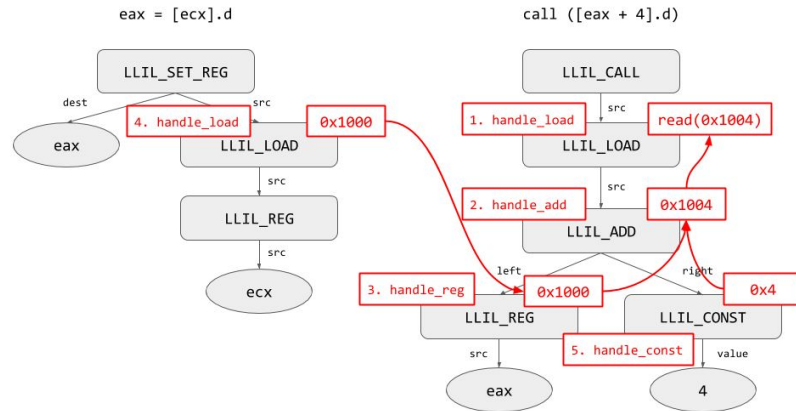 eax = [ecx].d
call ([eax + 4].d)
LLIL_SET_REG
LLIL_CALL
dest
src
src
4. handle_load
0x1000
1. handle_load
read(0x1004)
eax
LLIL_LOAD
LLIL_LOAD
src
src
2. handle_add
0x1004
LLIL_REG
LLIL_ADD
src
left
right
3. handle_reg
0x1000
0x4
ecx
LLIL_REG
LLIL_CONST
5. handle_const
src
value
eax
4